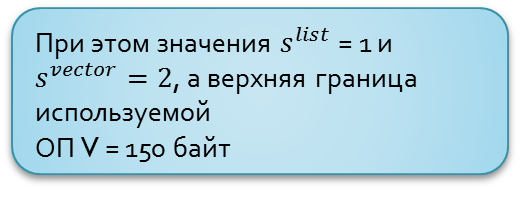 При этом значения s^list = 1 и
s^vector = 2, а верхняя граница
используемой
ОП V = 150 байт